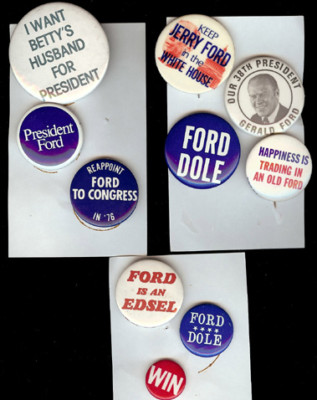 I WANT
BETTY'S
HUSBAND
FOR
PRESIDENT
President
Ford
REAPPOINT
FORD
TO CONGRESS
IN '76
KEEP
JERRY FORD
in the
WHITE HOUSE
OUR 38TH PRESIDENT
GERALD FORD
FORD
DOLE
HAPPINESS IS
TRADING IN
AN OLD FORD
FORD
IS AN
EDSEL
FORD
★★★★
DOLE
WIN